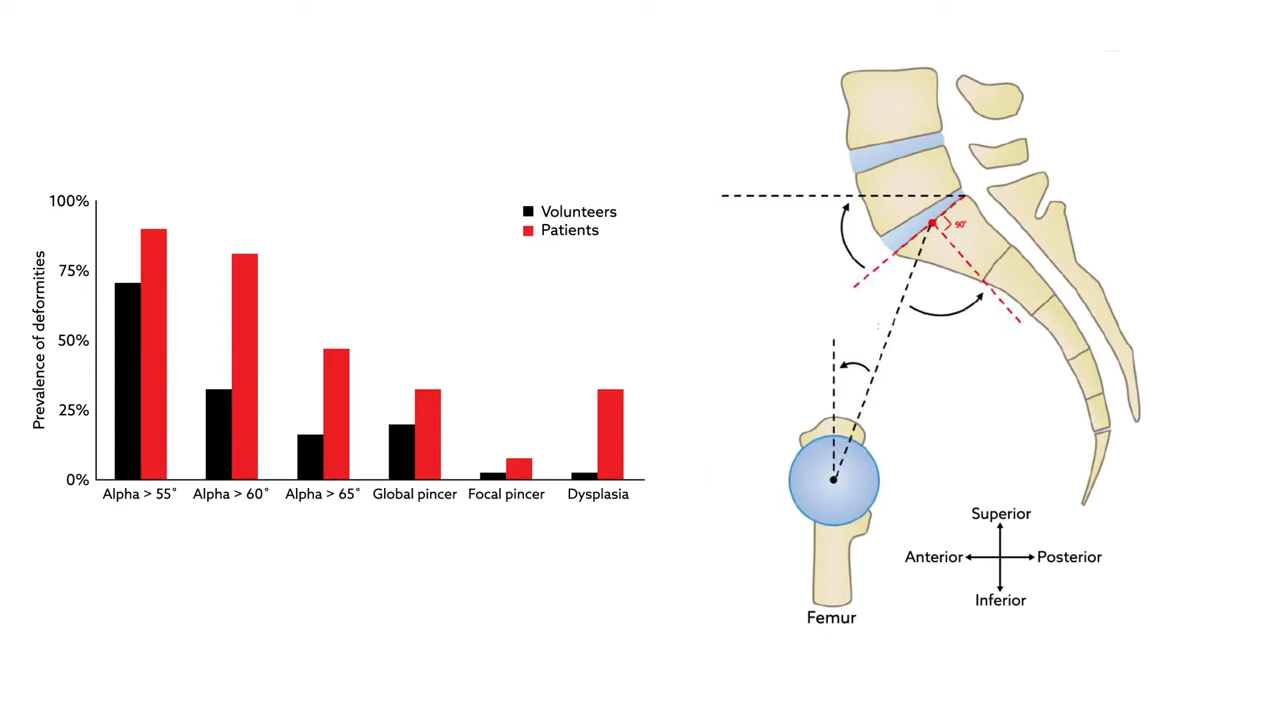 100%
75%
50%
25%
0%
Prevalence of deformities
Volunteers
Patients
Alpha > 55°
Alpha > 60°
Alpha > 65°
Global pincer
Focal pincer
Dysplasia
90°
Superior
Anterior
Posterior
Inferior
Femur